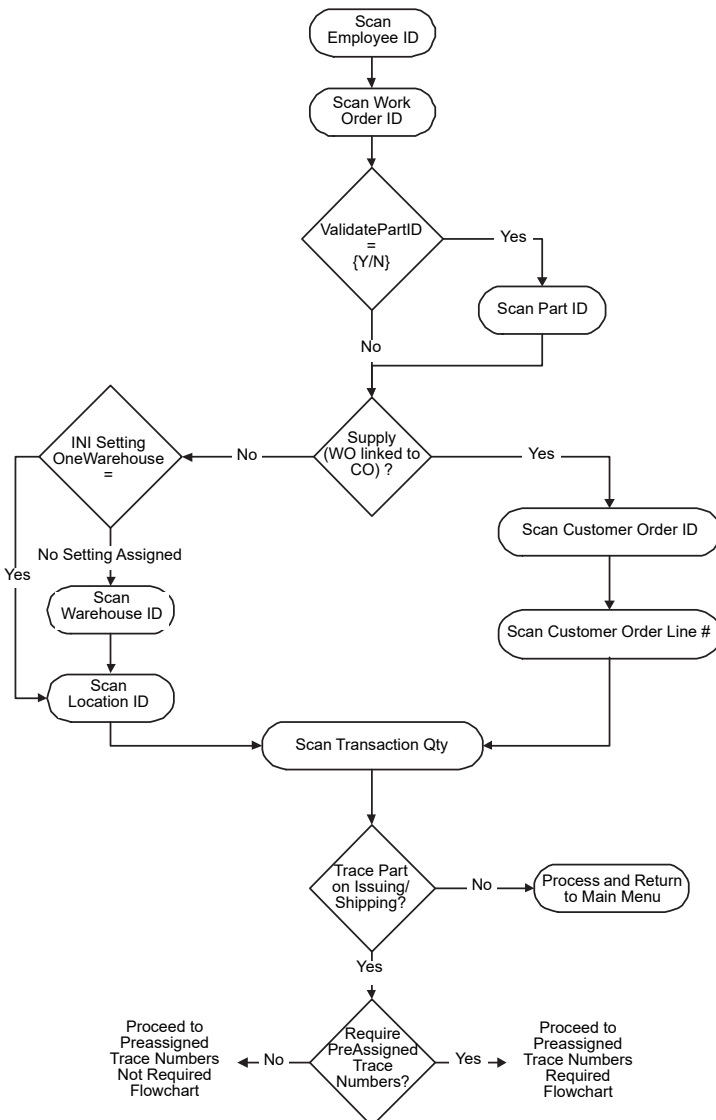 Scan
Employee ID
Scan Work
Order ID
ValidatePartID
=
{Y/N}
Yes
Scan Part ID
No
INI Setting
OneWarehouse
=
No
Supply
(WO linked to
CO) ?
Yes
Scan Customer Order ID
No Setting Assigned
Yes
Scan
Warehouse ID
Scan Customer Order Line #
Scan
Location ID
Scan Transaction Qty
Trace Part
on Issuing/
Shipping?
No
Process and Return
to Main Menu
Yes
Proceed to
Preassigned
Trace Numbers
Not Required
Flowchart
No
Require
PreAssigned
Trace
Numbers?
Yes
Proceed to
Preassigned
Trace Numbers
Required
Flowchart